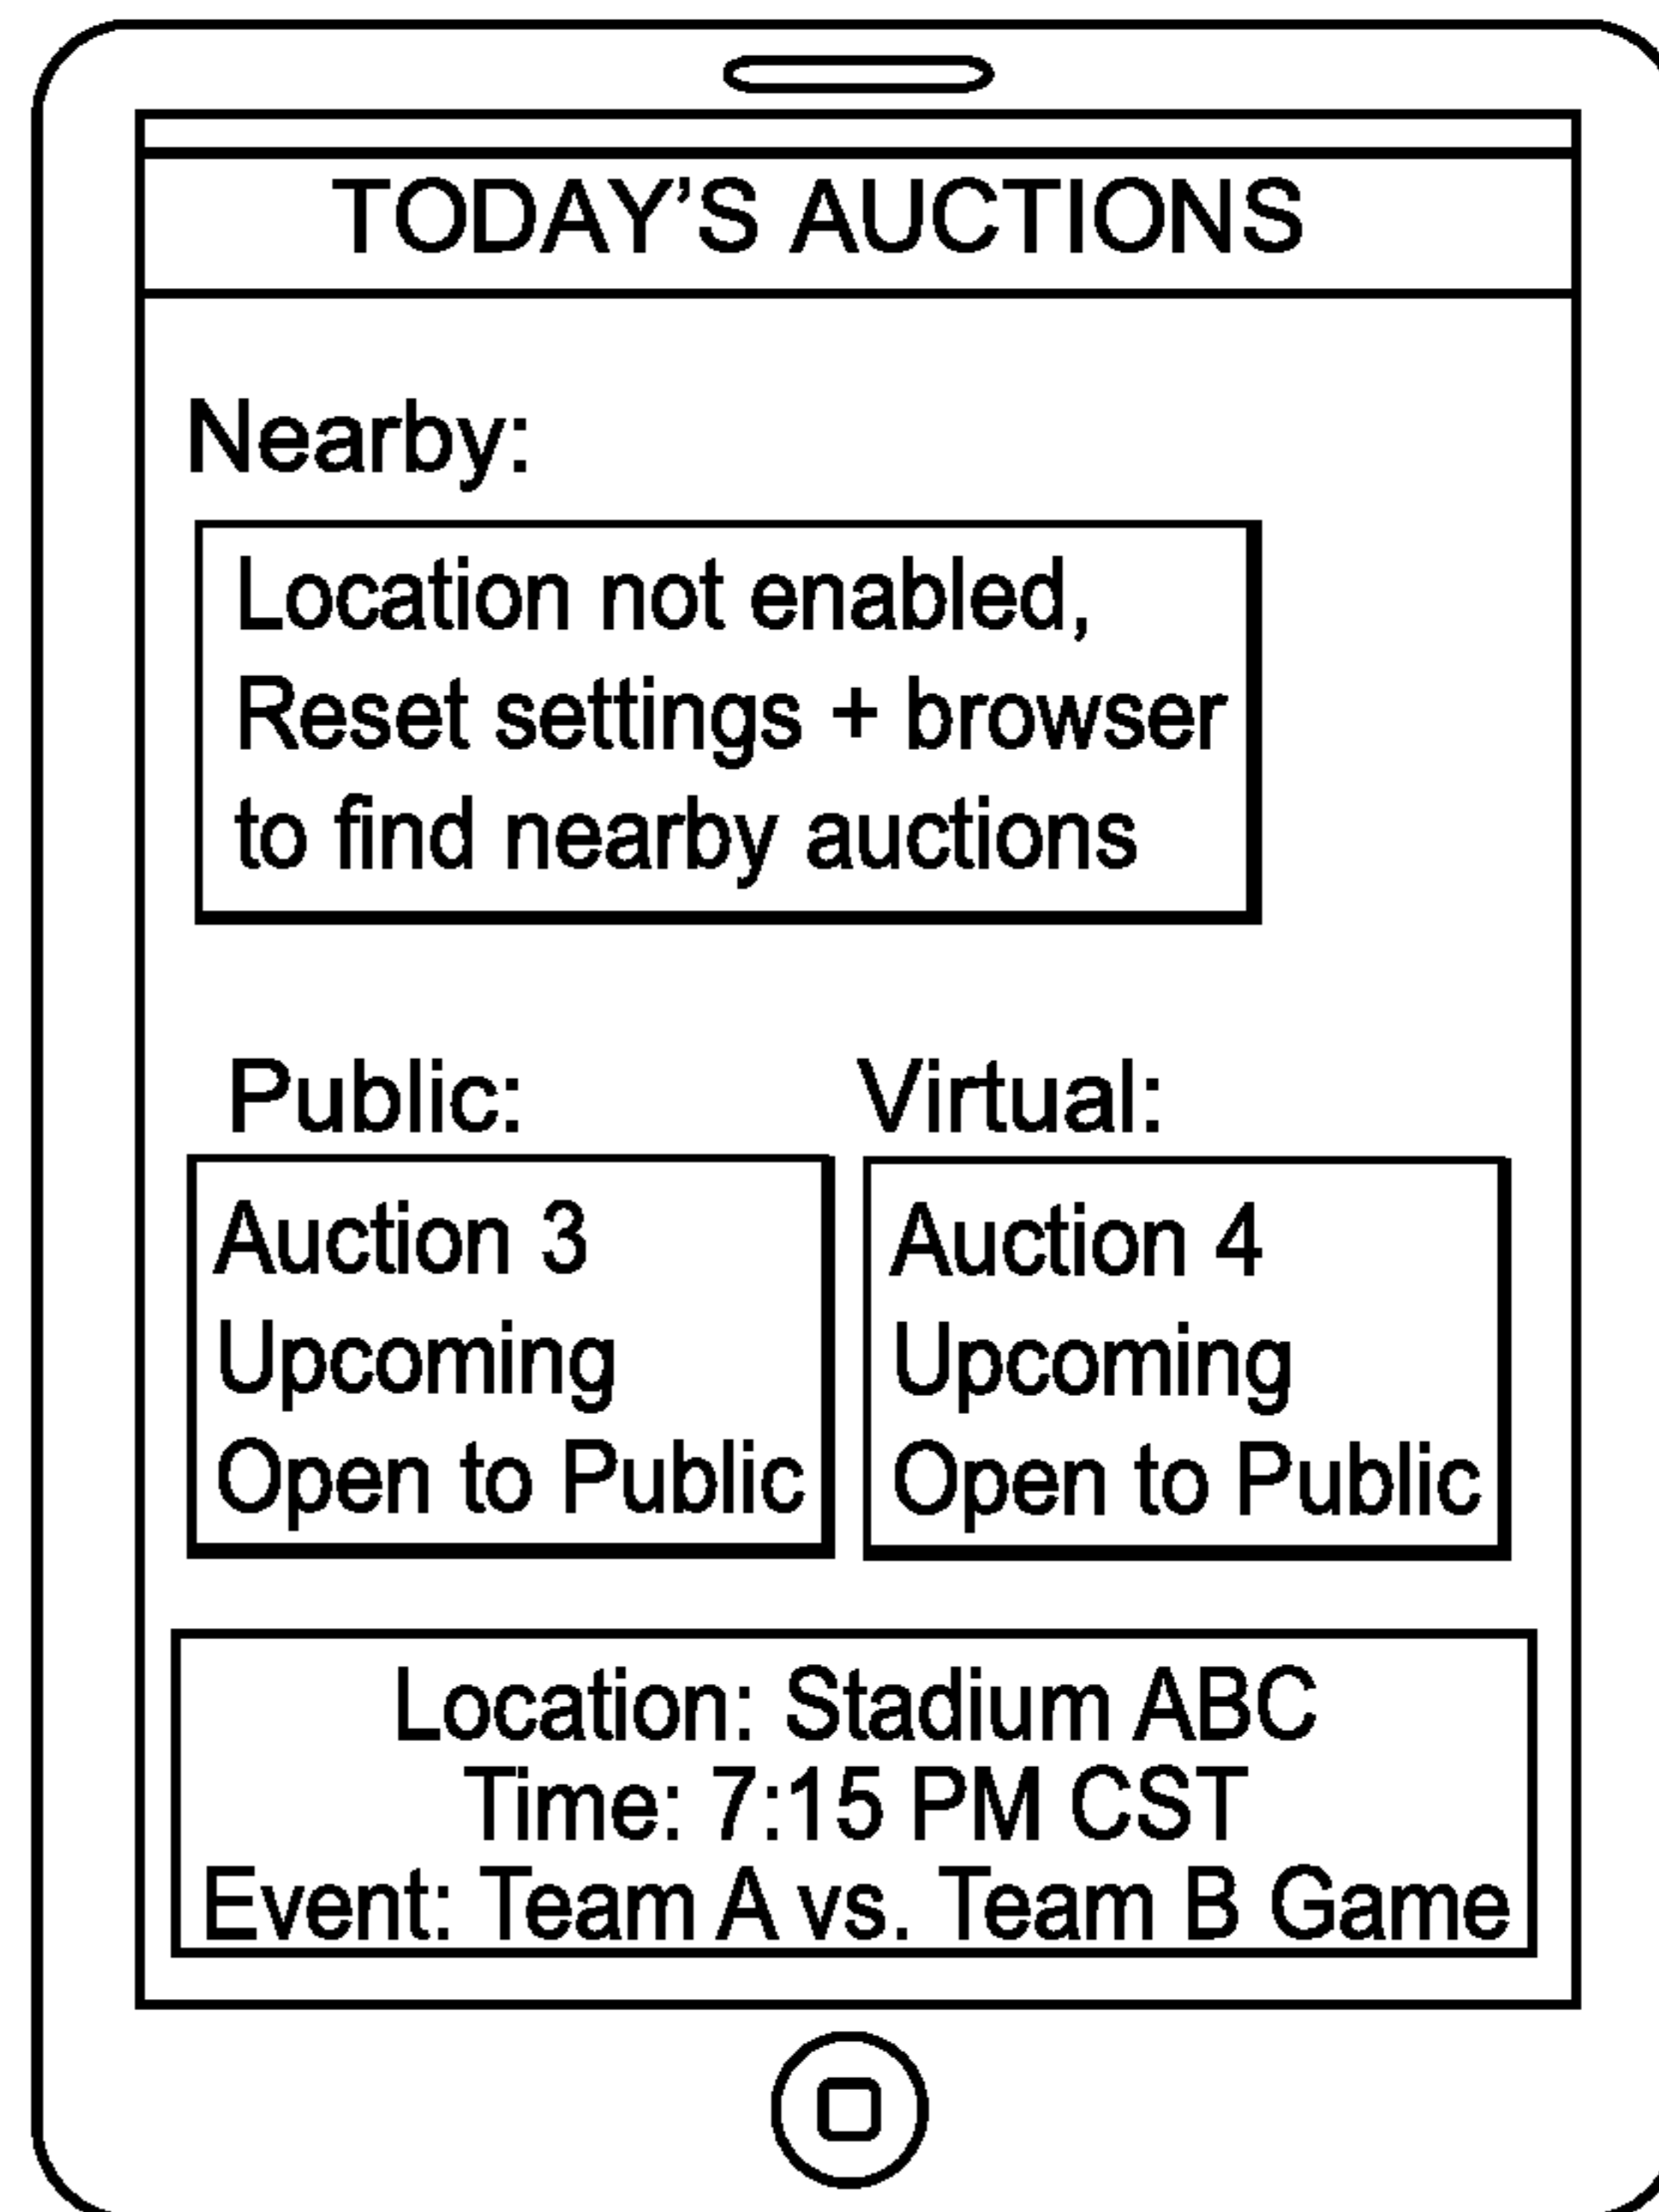 TODAY'S AUCTIONS
Nearby:
Location not enabled,
Reset settings + browser
to find nearby auctions
Public:
Auction 3
Upcoming
Open to Public
Virtual:
Auction 4
Upcoming
Open to Public
Location: Stadium ABC
Time: 7:15 PM CST
Event: Team A vs. Team B Game